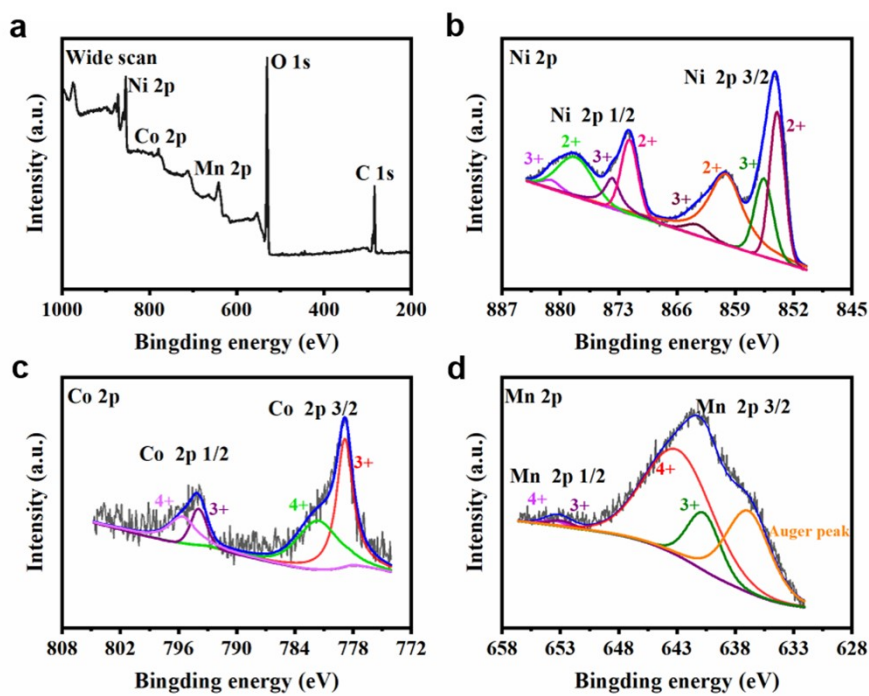 a
Wide scan
O 1s
Ni 2p
Co 2p
Mn 2p
C 1s
Intensity (a.u.)
1000 800 600 400 200
Bingding energy (eV)
b
Ni 2p
Ni 2p 3/2
Ni 2p 1/2
3+ 2+ 3+ 2+ 3+ 2+ 3+ 2+
Intensity (a.u.)
887 880 873 866 859 852 845
Bingding energy (eV)
c
Co 2p
Co 2p 3/2
Co 2p 1/2
4+ 3+ 4+ 3+
Intensity (a.u.)
808 802 796 790 784 778 772
Bingding energy (eV)
d
Mn 2p
Mn 2p 3/2
Mn 2p 1/2
4+ 3+ 4+ 3+
Auger peak
Intensity (a.u.)
658 653 648 643 638 633 628
Bingding energy (eV)